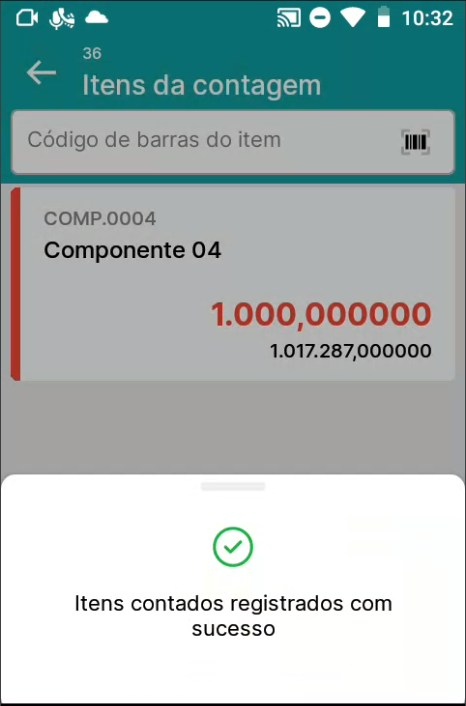 10:32
36
Itens da contagem
Código de barras do item
COMP.0004
Componente 04
1.000,000000
1.017.287,000000
Itens contados registrados com
sucesso